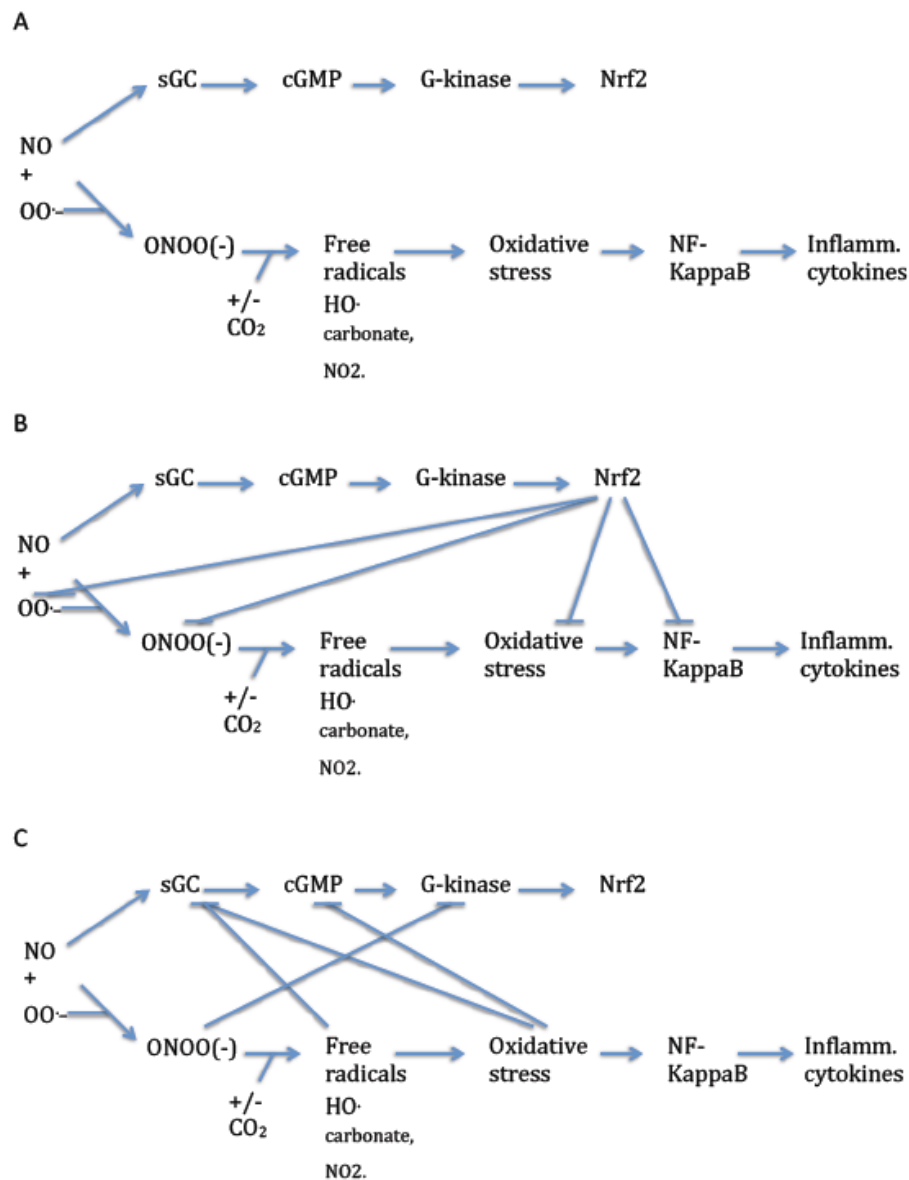 A
sGC cGMP G-kinase Nrf2
NO
+
OO·-
ONOO(-) Free Oxidative NF- Inflamm.
radicals stress KappaB cytokines
+/- HO·
CO2 carbonate,
NO2.
B
sGC cGMP G-kinase Nrf2
NO
+
OO·-
ONOO(-) Free Oxidative NF- Inflamm.
radicals stress KappaB cytokines
+/- HO·
CO2 carbonate,
NO2.
C
sGC cGMP G-kinase Nrf2
NO
+
OO·-
ONOO(-) Free Oxidative NF- Inflamm.
radicals stress KappaB cytokines
+/- HO·
CO2 carbonate,
NO2.